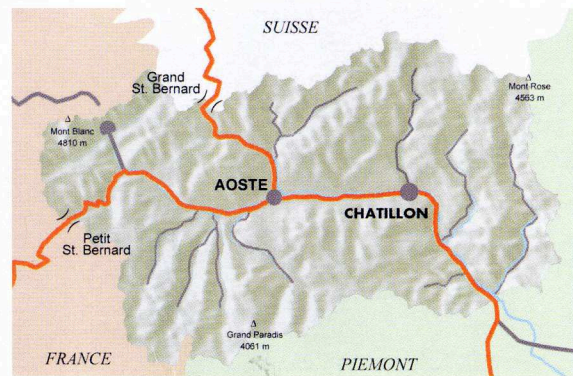 SUISSE
Grand
St. Bernard
Mont Rose
4563 m
Mont Blanc
4810 m
AOSTE
CHATILLON
Petit
St. Bernard
Grand Paradis
4061 m
FRANCE
PIEMONT